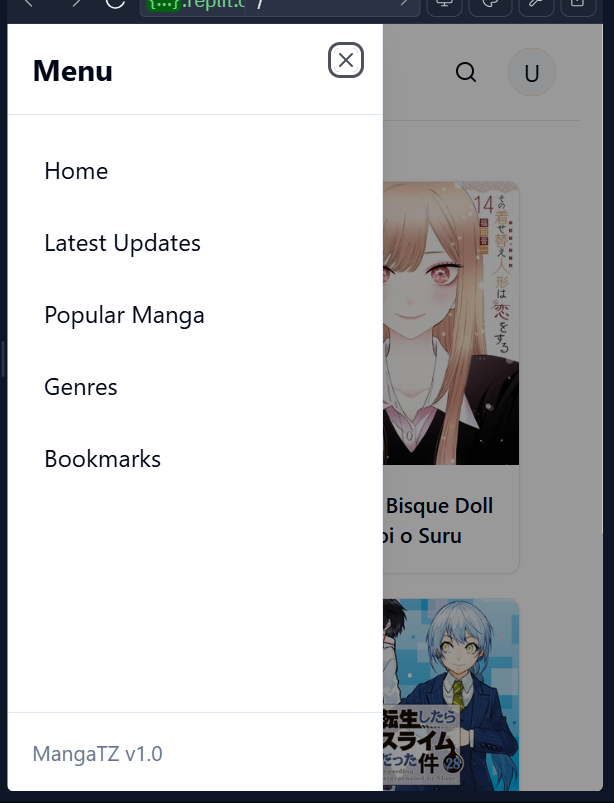 {...}.replit.d /
Menu
U
Home
Latest Updates
Popular Manga
Genres
Bookmarks
14
その着せ替え人形は恋をする
Bisque Doll
oi o Suru
転生したら
スライム
だった件 28
MangaTZ v1.0